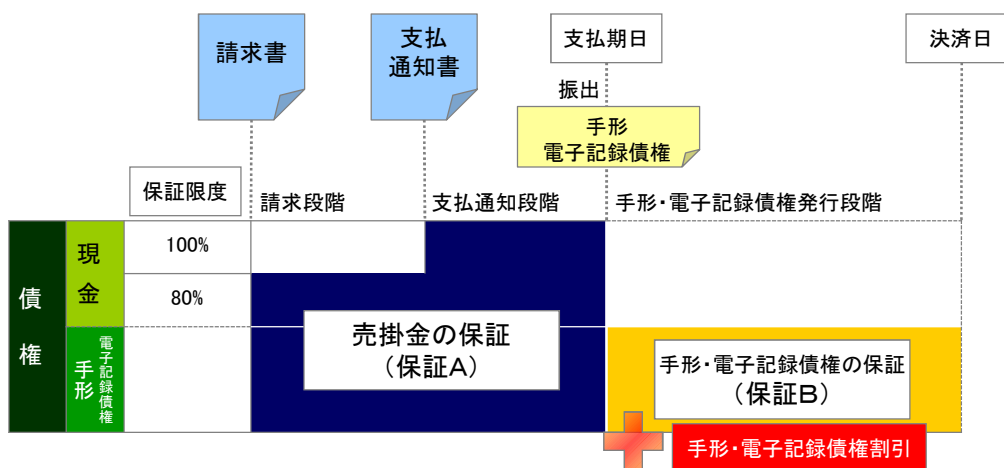 請求書
支払
通知書
支払期日
決済日
振出
手形
電子記録債権
保証限度
請求段階
支払通知段階
手形・電子記録債権発行段階
債権
現金
100%
80%
手形
電子記録債権
売掛金の保証
（保証A）
手形・電子記録債権の保証
（保証B）
手形・電子記録債権割引